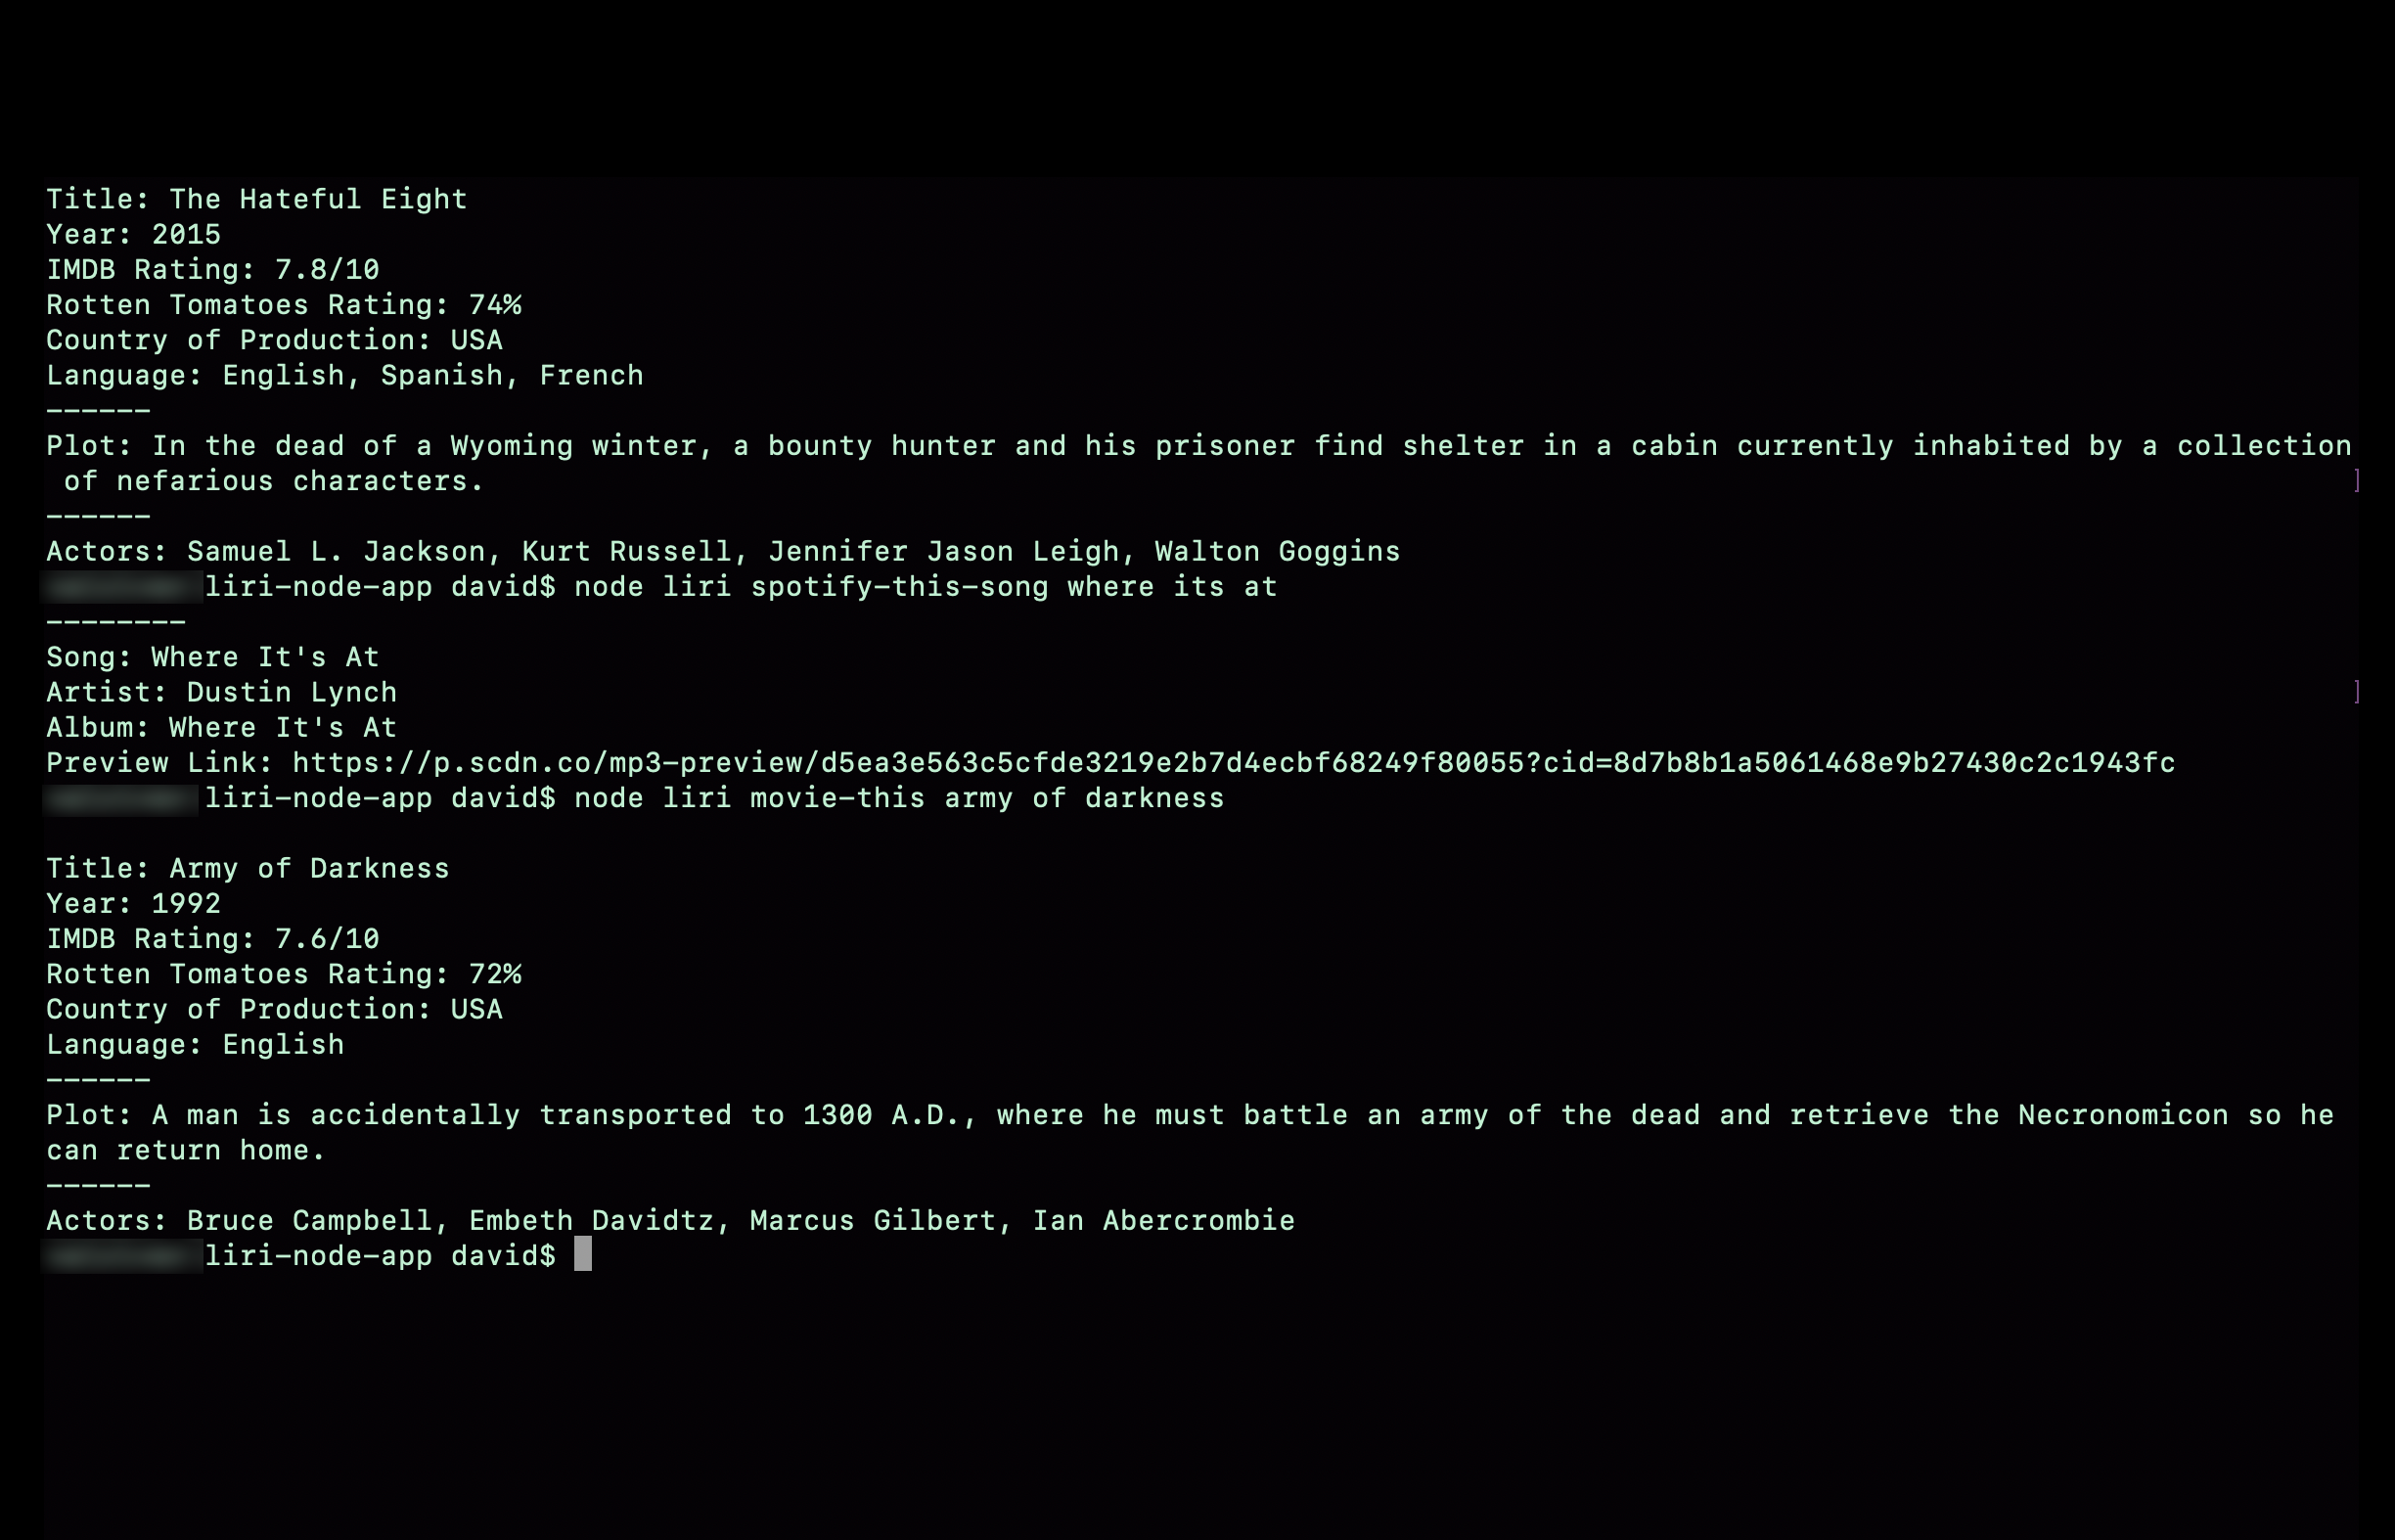 Title: The Hateful Eight
Year: 2015
IMDB Rating: 7.8/10
Rotten Tomatoes Rating: 74%
Country of Production: USA
Language: English, Spanish, French
------
Plot: In the dead of a Wyoming winter, a bounty hunter and his prisoner find shelter in a cabin currently inhabited by a collection
 of nefarious characters. ]
------
Actors: Samuel L. Jackson, Kurt Russell, Jennifer Jason Leigh, Walton Goggins
liri-node-app david$ node liri spotify-this-song where its at
--------
Song: Where It's At
Artist: Dustin Lynch ]
Album: Where It's At
Preview Link: https://p.scdn.co/mp3-preview/d5ea3e563c5cfde3219e2b7d4ecbf68249f80055?cid=8d7b8b1a5061468e9b27430c2c1943fc
liri-node-app david$ node liri movie-this army of darkness
Title: Army of Darkness
Year: 1992
IMDB Rating: 7.6/10
Rotten Tomatoes Rating: 72%
Country of Production: USA
Language: English
------
Plot: A man is accidentally transported to 1300 A.D., where he must battle an army of the dead and retrieve the Necronomicon so he
can return home.
------
Actors: Bruce Campbell, Embeth Davidtz, Marcus Gilbert, Ian Abercrombie
liri-node-app david$